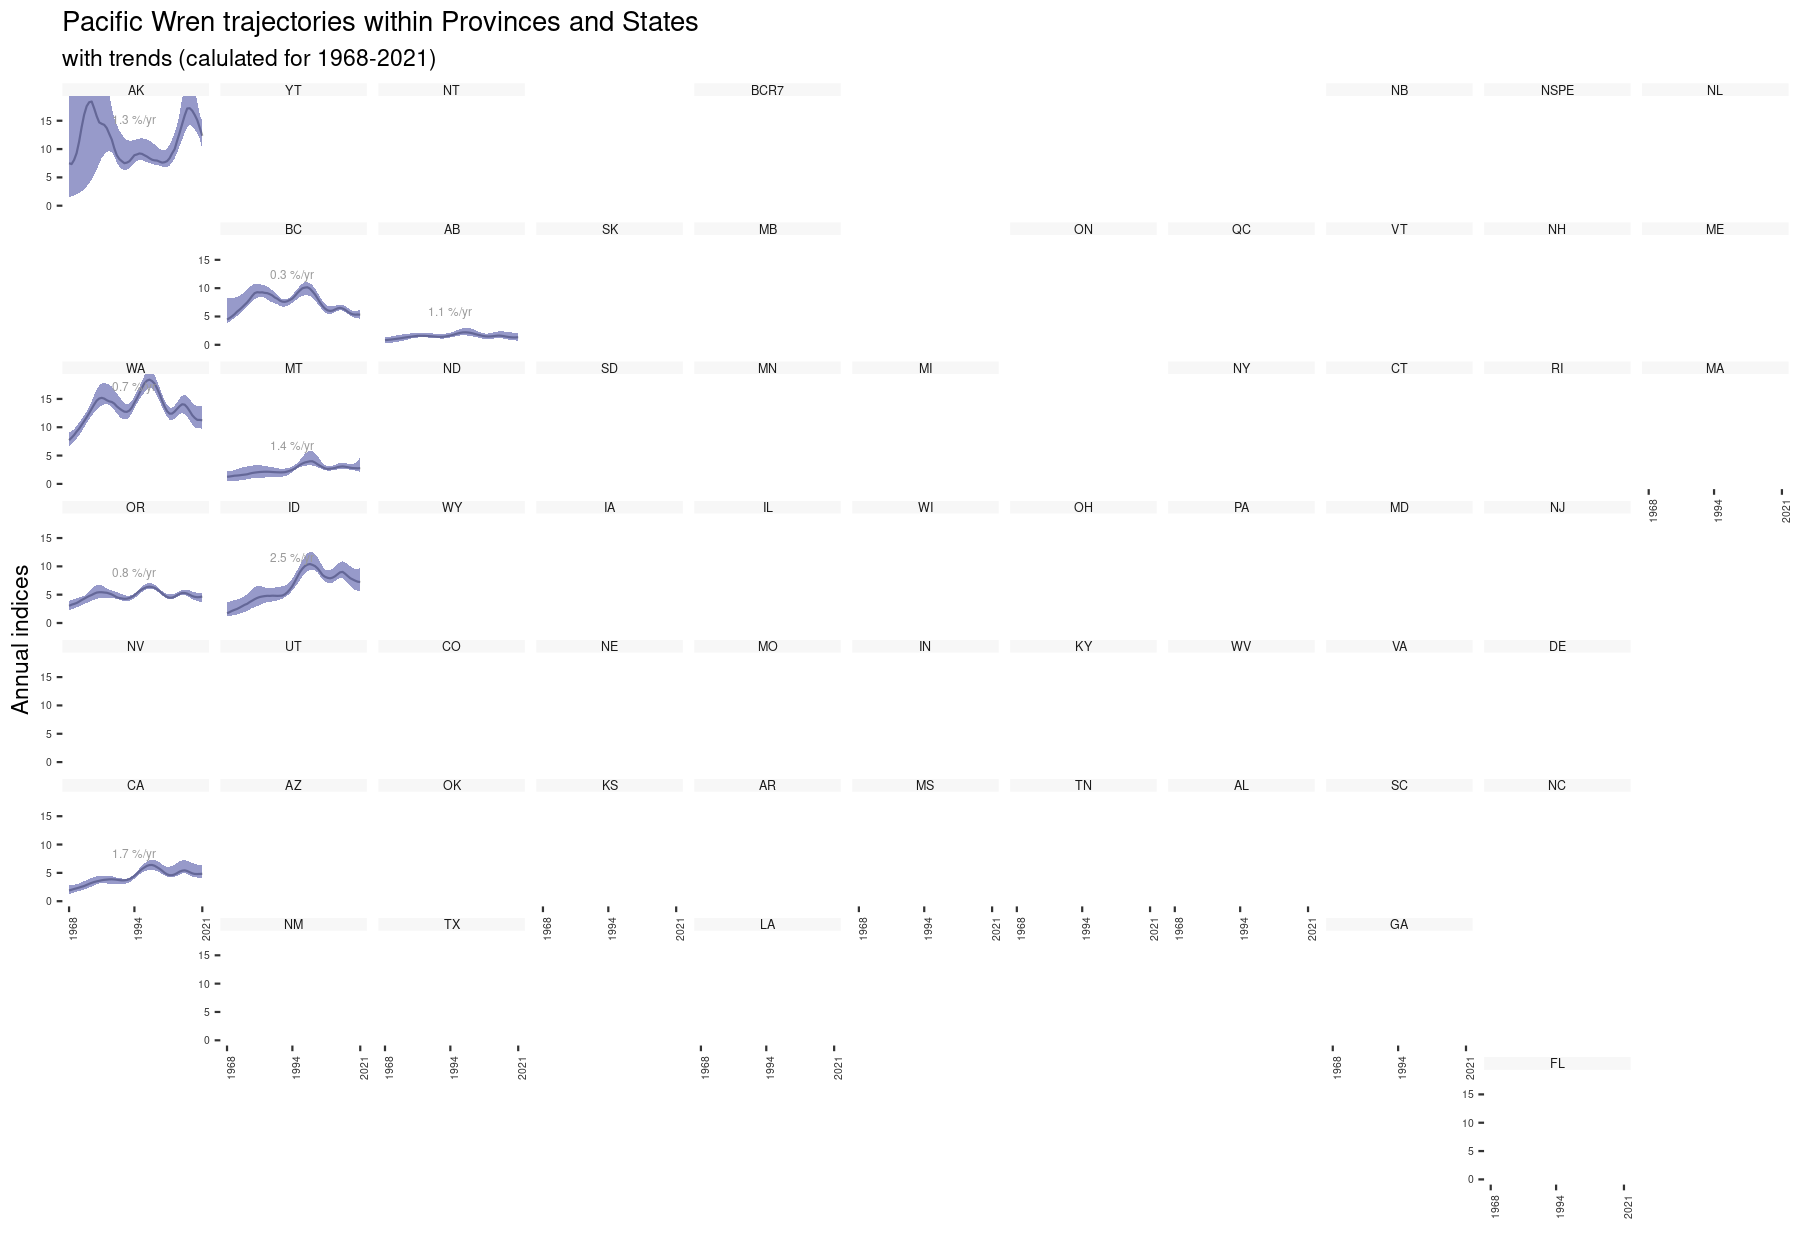 Pacific Wren trajectories within Provinces and States
with trends (calulated for 1968-2021)
AK YT NT BCR7 NB NSPE NL
15
1.3 %/yr
10
5
0
BC AB SK MB ON QC VT NH ME
15
0.3 %/yr
10
1.1 %/yr
5
0
WA MT ND SD MN MI NY CT RI MA
0.7 %/yr
15
10
1.4 %/yr
5
0
1968 1994 2021
OR ID WY IA IL WI OH PA MD NJ
15
2.5 %/yr
10
0.8 %/yr
5
0
Annual indices
NV UT CO NE MO IN KY WV VA DE
15
10
5
0
CA AZ OK KS AR MS TN AL SC NC
15
10
1.7 %/yr
5
0
1968 1994 2021 1968 1994 2021 1968 1994 2021 1968 1994 2021 1968 1994 2021
NM TX LA GA
15
10
5
0
1968 1994 2021 1968 1994 2021 1968 1994 2021 1968 1994 2021
FL
15
10
5
0
1968 1994 2021